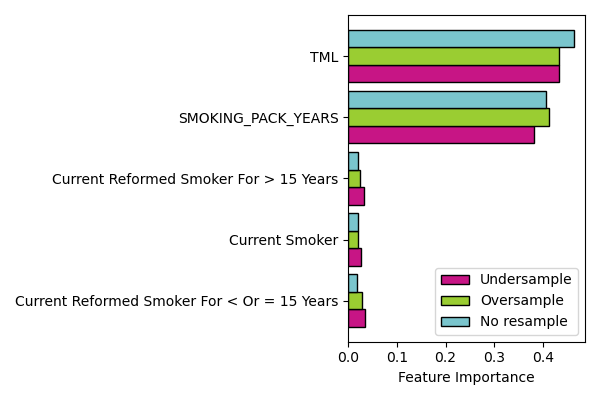 TML
SMOKING_PACK_YEARS
Current Reformed Smoker For > 15 Years
Current Smoker
Current Reformed Smoker For < Or = 15 Years
Undersample
Oversample
No resample
0.0 0.1 0.2 0.3 0.4
Feature Importance